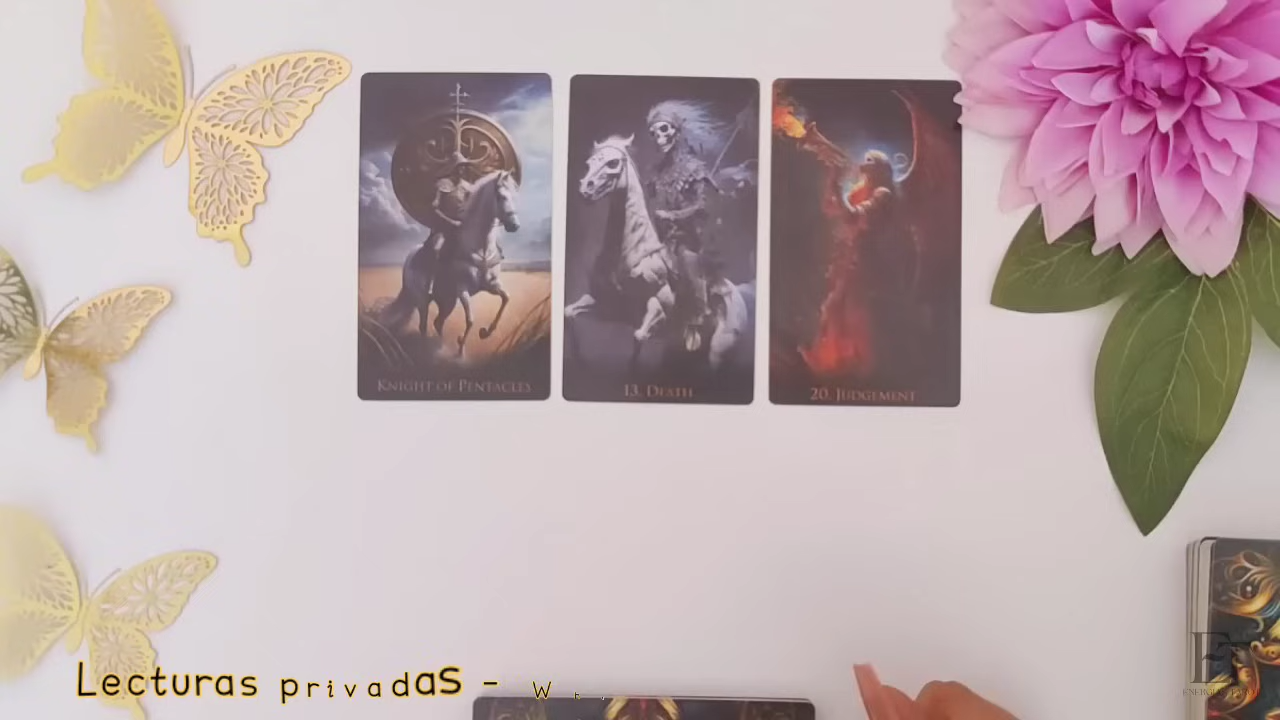 Knight of Pentacles
13. Death
20. Judgement
Lecturas privadas - W